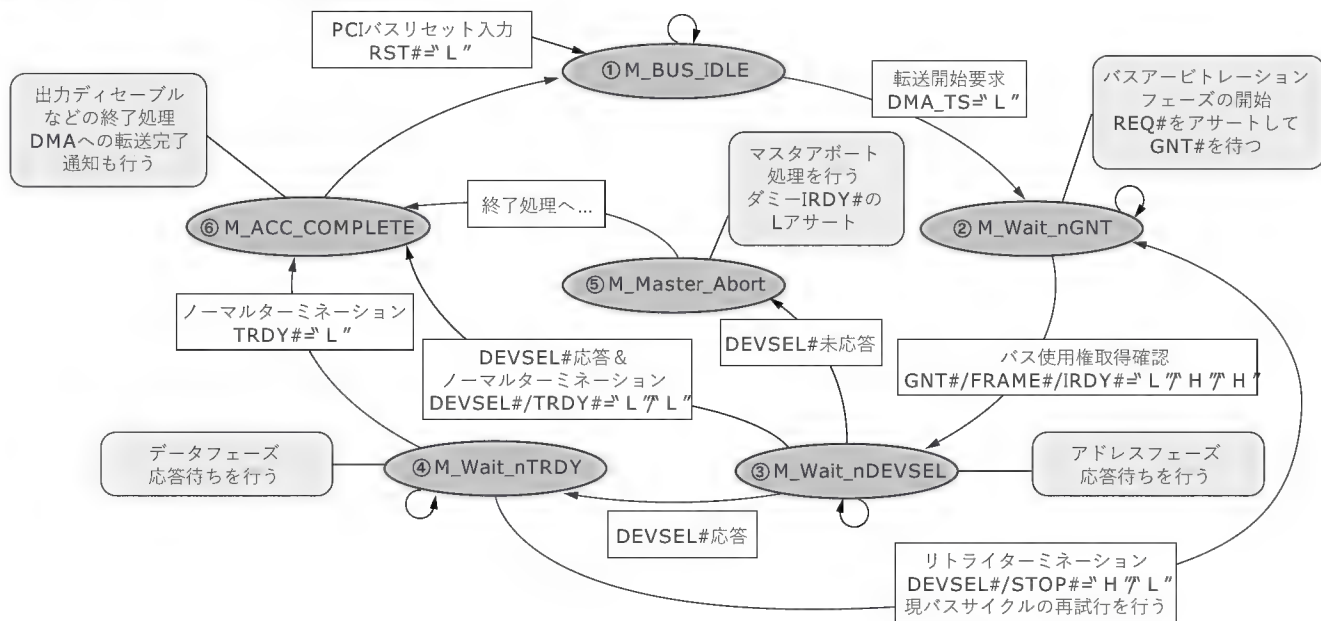 PCIバスリセット入力
RST#=“L”
①M_BUS_IDLE
転送開始要求
DMA_TS=“L”
バスアービトレーション
フェーズの開始
REQ#をアサートして
GNT#を待つ
出力ディセーブル
などの終了処理
DMAへの転送完了
通知も行う
マスタアボート
処理を行う
ダミーIRDY#の
Lアサート
終了処理へ…
⑥M_ACC_COMPLETE
②M_Wait_nGNT
⑤M_Master_Abort
ノーマルターミネーション
TRDY#=“L”
DEVSEL#応答＆
ノーマルターミネーション
DEVSEL#/TRDY#=“L”/“L”
DEVSEL#未応答
バス使用権取得確認
GNT#/FRAME#/IRDY#=“L”/“H”/“H”
データフェーズ
応答待ちを行う
④M_Wait_nTRDY
③M_Wait_nDEVSEL
アドレスフェーズ
応答待ちを行う
DEVSEL#応答
リトライターミネーション
DEVSEL#/STOP#=“H”/“L”
現バスサイクルの再試行を行う